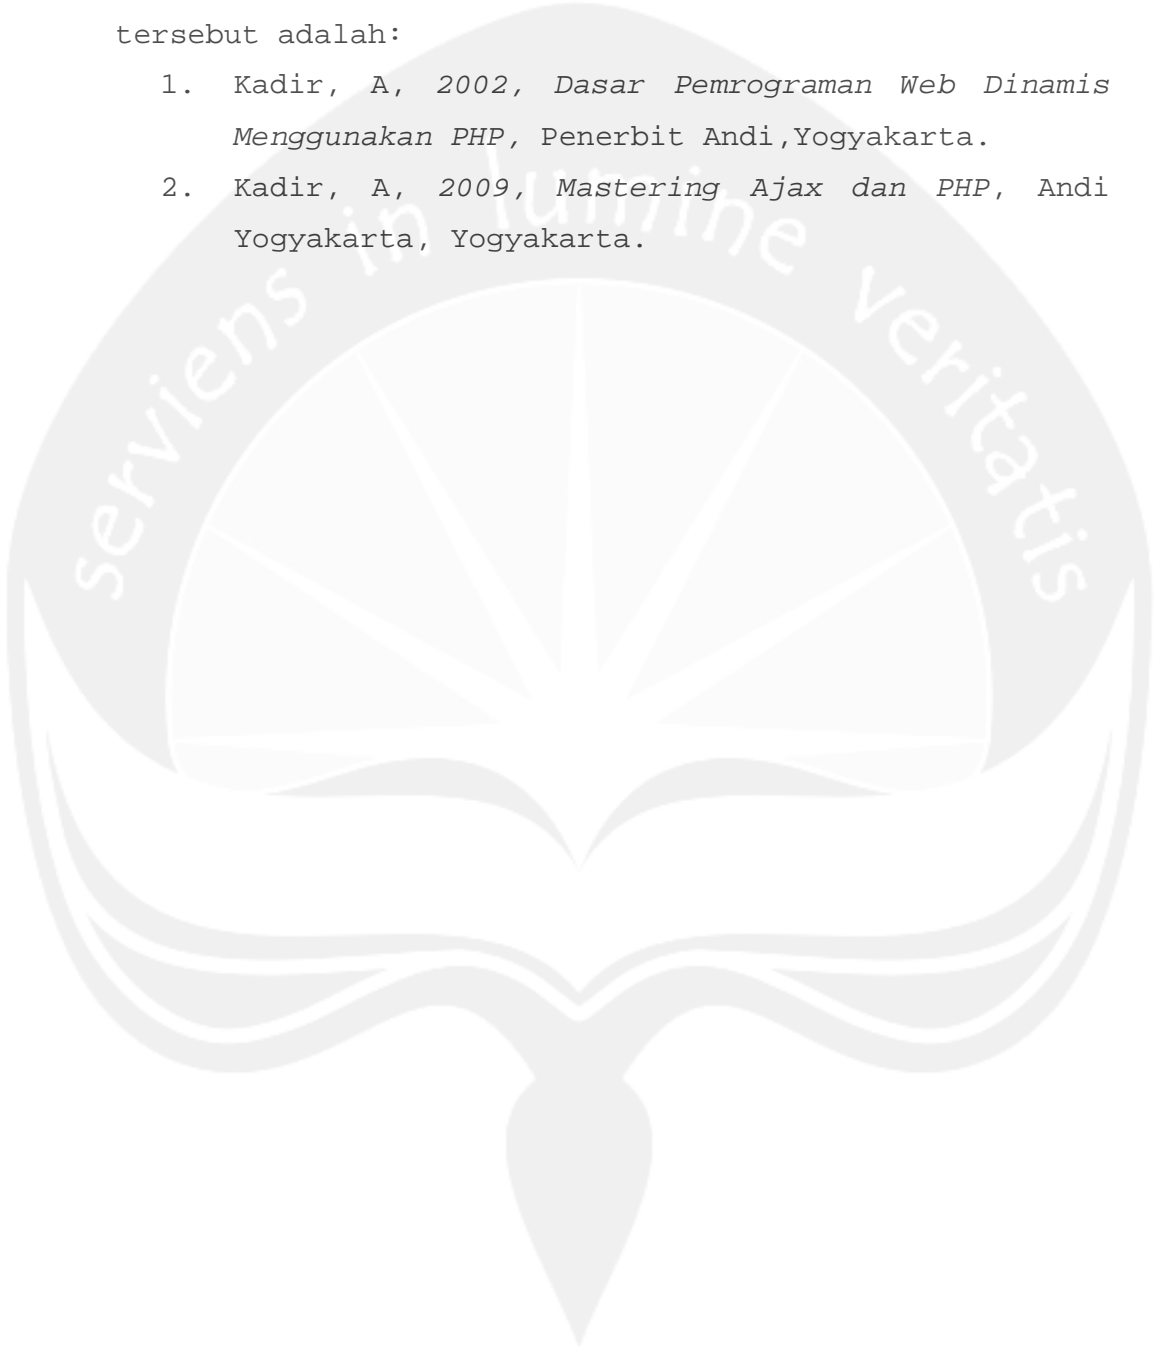 tersebut adalah:
1. Kadir, A, 2002, Dasar Pemrograman Web Dinamis
Menggunakan PHP, Penerbit Andi,Yogyakarta.
2. Kadir, A, 2009, Mastering Ajax dan PHP, Andi
Yogyakarta, Yogyakarta.
serviens in lumine veritatis